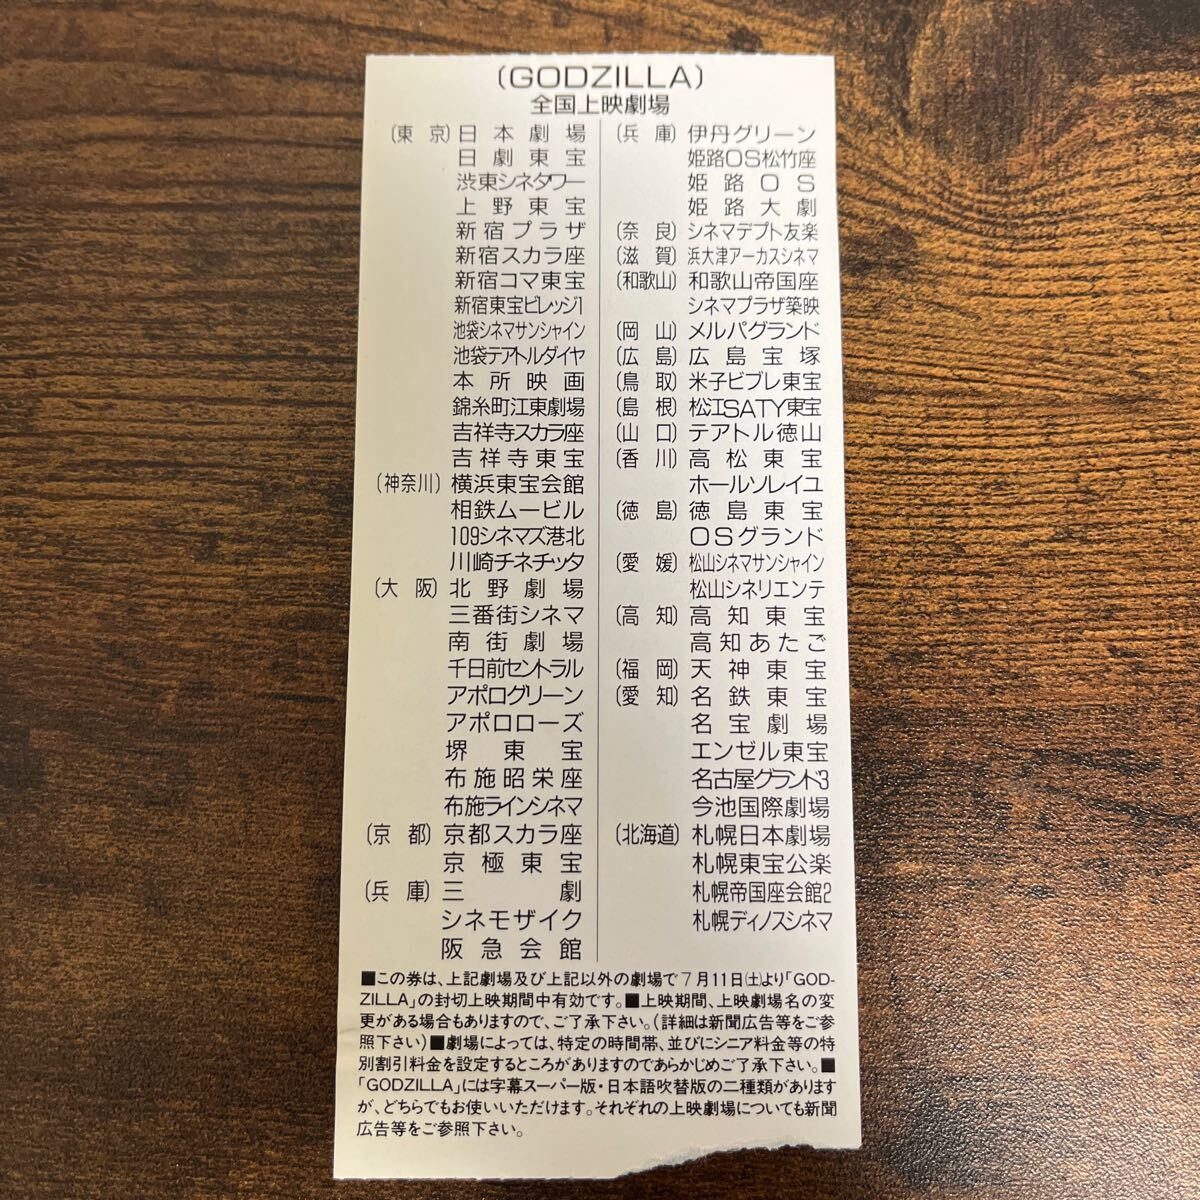 (GODZILLA)
全国上映劇場
(東京)日本劇場
日劇東宝
渋東シネタワー
上野東宝
新宿プラザ
新宿スカラ座
新宿コマ東宝
新宿東宝ビレッジ1
池袋シネマサンシャイン
池袋テアトルダイヤ
本所映画
錦糸町江東劇場
吉祥寺スカラ座
吉祥寺東宝
(神奈川)横浜東宝会館
相鉄ムービル
109シネマズ港北
川崎チネチッタ
(大阪)北野劇場
三番街シネマ
南街劇場
千日前セントラル
アポログリーン
アポロローズ
堺東宝
布施昭栄座
布施ラインシネマ
(京都)京都スカラ座
京極東宝
(兵庫)三劇
シネモザイク
阪急会館
(兵庫)伊丹グリーン
姫路OS松竹座
姫路OS
姫路大劇
(奈良)シネマデプト友楽
(滋賀)浜大津アーカスシネマ
(和歌山)和歌山帝国座
シネマプラザ築映
(岡山)メルパグランド
(広島)広島宝塚
(鳥取)米子ビブレ東宝
(島根)松江SATY東宝
(山口)テアトル徳山
(香川)高松東宝
ホールソレイユ
(徳島)徳島東宝
OSグランド
(愛媛)松山シネマサンシャイン
松山シネリエンテ
(高知)高知東宝
高知あたご
(福岡)天神東宝
(愛知)名鉄東宝
名宝劇場
エンゼル東宝
名古屋グランド3
今池国際劇場
(北海道)札幌日本劇場
札幌東宝公楽
札幌帝国座会館2
札幌ディノスシネマ
■この券は、上記劇場及び上記以外の劇場で7月11日(土)より「GOD-
ZILLA」の封切上映期間中有効です。■上映期間、上映劇場名の変
更がある場合もありますので、ご了承下さい。(詳細は新聞広告等をご参
照下さい)■劇場によっては、特定の時間帯、並びにシニア料金等の特
別割引料金を設定するところがありますのであらかじめご了承下さい。■
「GODZILLA」には字幕スーパー版・日本語吹替版の二種類があります
が、どちらでもお使いいただけます。それぞれの上映劇場についても新聞
広告等をご参照下さい。